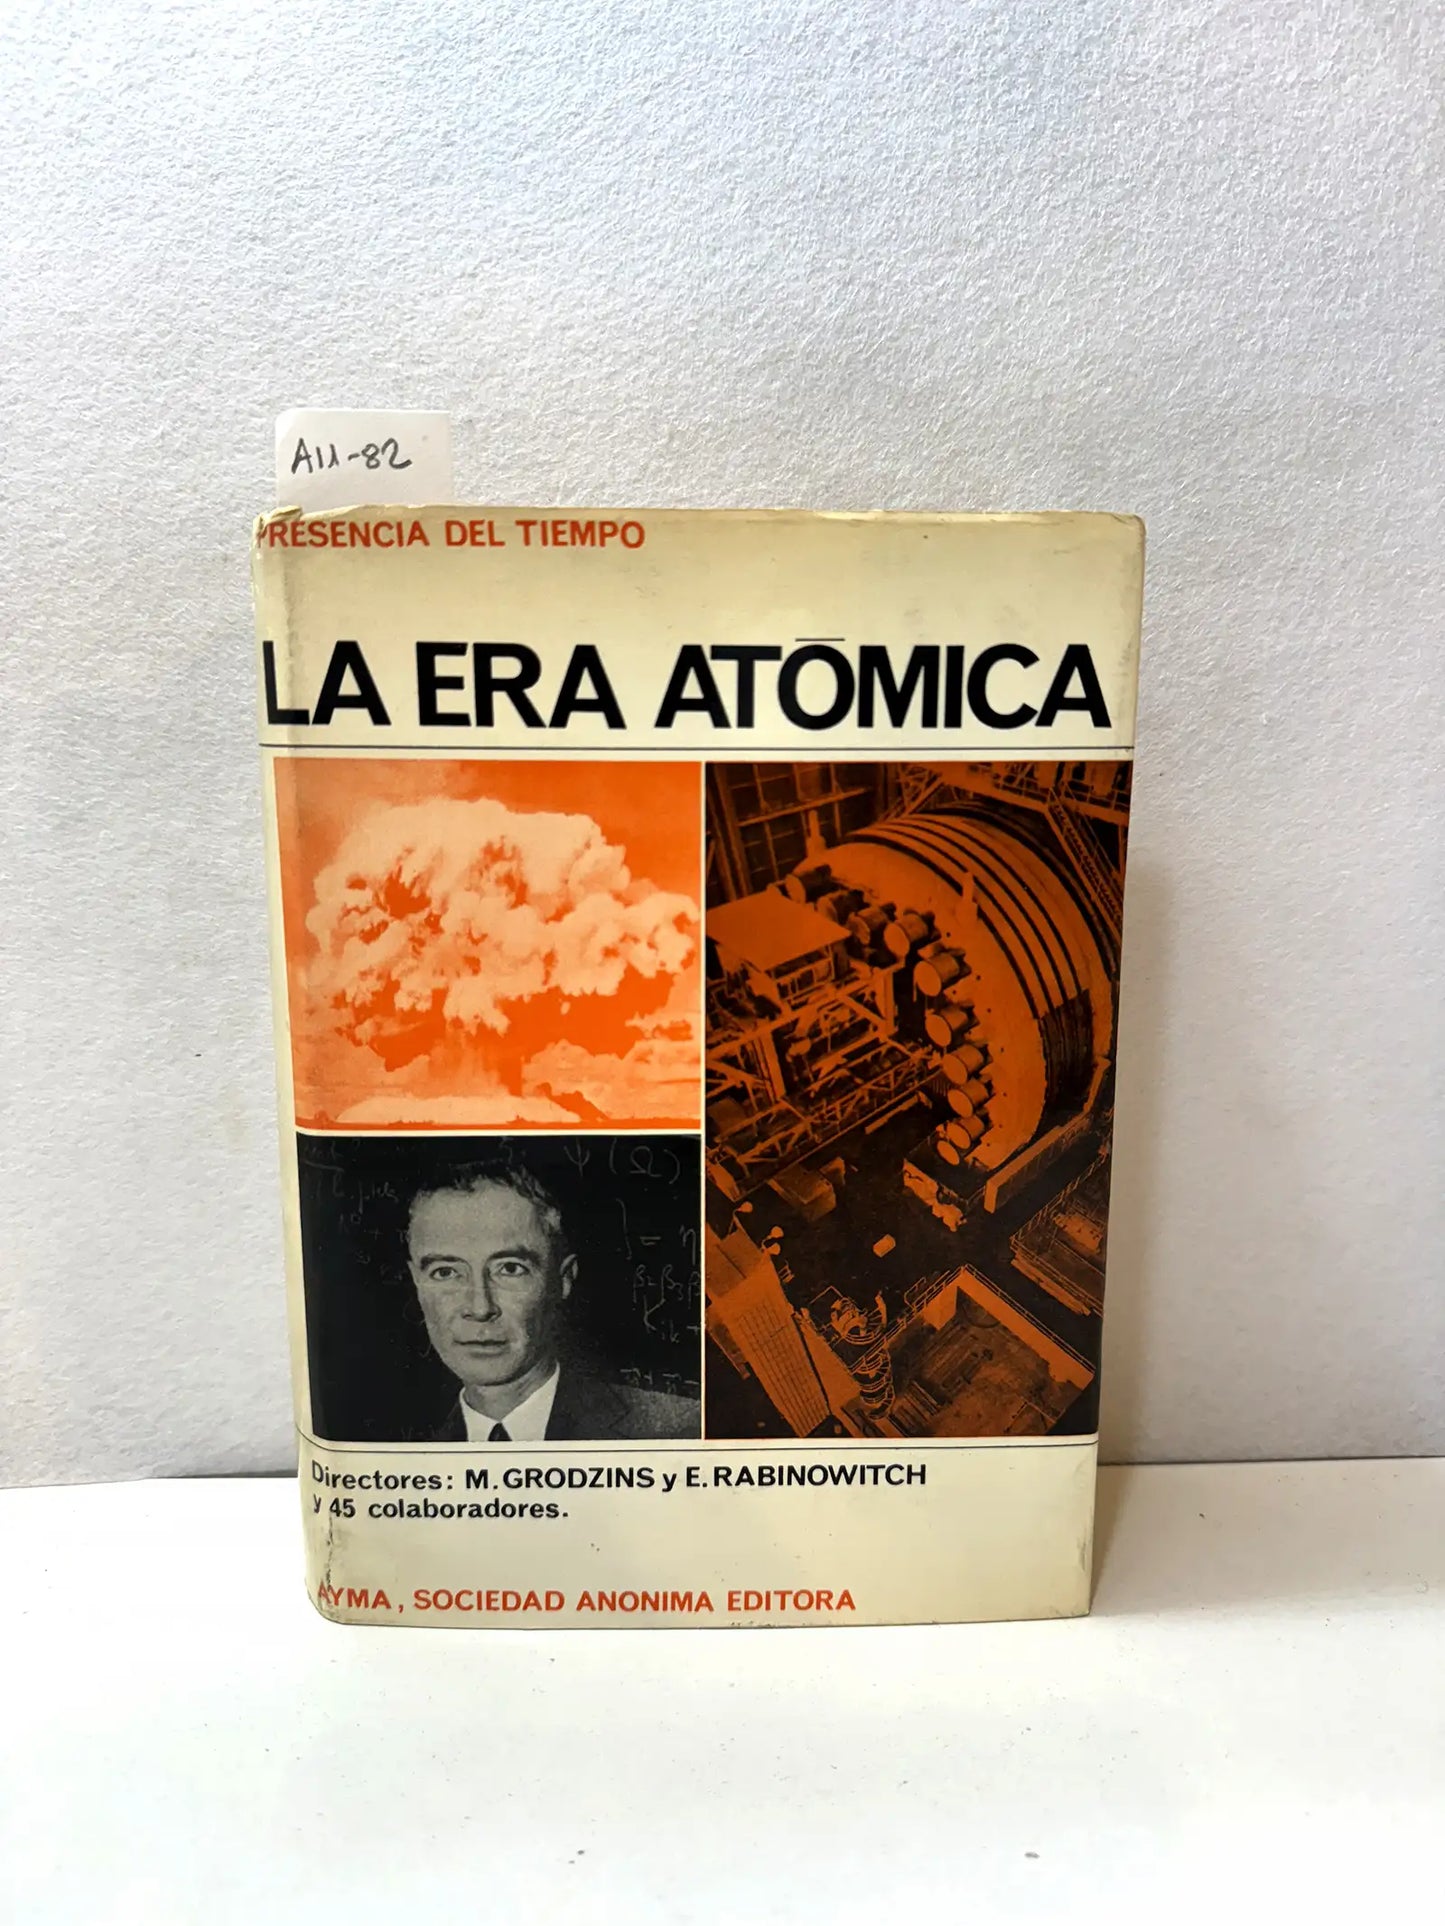 A11-82
PRESENCIA DEL TIEMPO
LA ERA ATŌMICA
ψ (Ω)
Directores: M. GRODZINS y E. RABINOWITCH
y 45 colaboradores.
AYMA, SOCIEDAD ANONIMA EDITORA